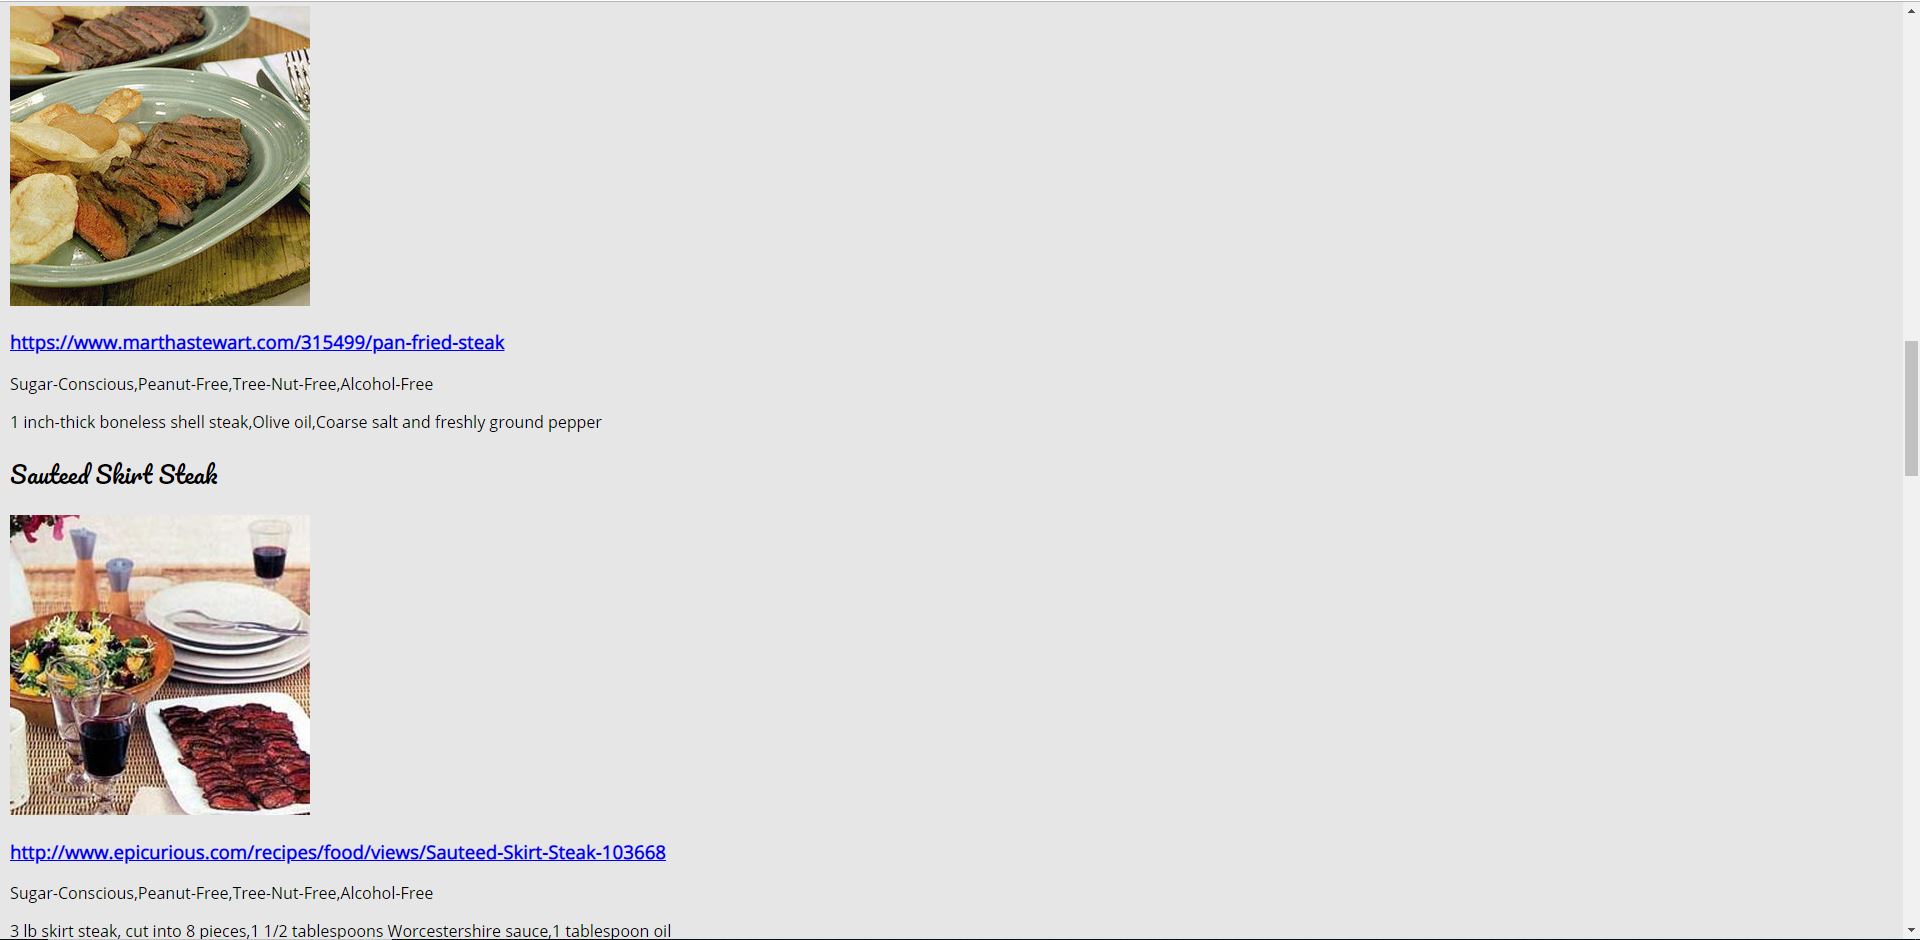 https://www.marthastewart.com/315499/pan-fried-steak
Sugar-Conscious,Peanut-Free,Tree-Nut-Free,Alcohol-Free
1 inch-thick boneless shell steak,Olive oil,Coarse salt and freshly ground pepper
Sauteed Skirt Steak
http://www.epicurious.com/recipes/food/views/Sauteed-Skirt-Steak-103668
Sugar-Conscious,Peanut-Free,Tree-Nut-Free,Alcohol-Free
3 lb skirt steak, cut into 8 pieces,1 1/2 tablespoons Worcestershire sauce,1 tablespoon oil